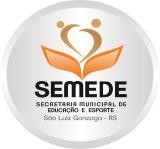 SEMEDE
SECRETARIA MUNICIPAL DE
EDUCAÇÃO E ESPORTE
São Luiz Gonzaga - RS